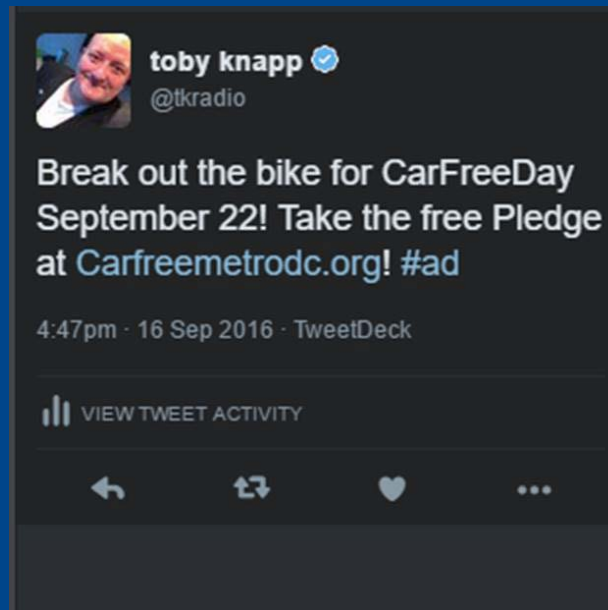 toby knapp
@tkradio
Break out the bike for CarFreeDay
September 22! Take the free Pledge
at Carfreemetrodc.org! #ad
4:47pm · 16 Sep 2016 · TweetDeck
VIEW TWEET ACTIVITY